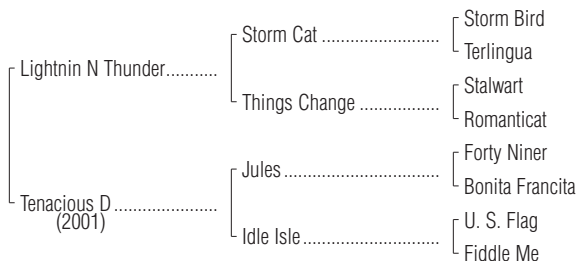 Storm Bird
Storm Cat ..............................
Terlingua
Lightnin N Thunder...........
Stalwart
Things Change ....................
Romanticat
Forty Niner
Jules .......................................
Bonita Francita
Tenacious D ......................
(2001)
U. S. Flag
Idle Isle ..................................
Fiddle Me